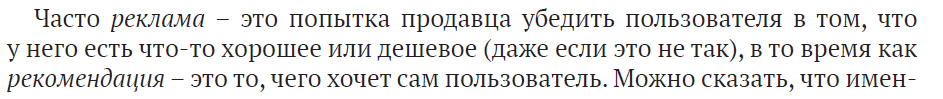 Часто реклама – это попытка продавца убедить пользователя в том, что
у него есть что-то хорошее или дешевое (даже если это не так), в то время как
рекомендация – это то, чего хочет сам пользователь. Можно сказать, что имен-